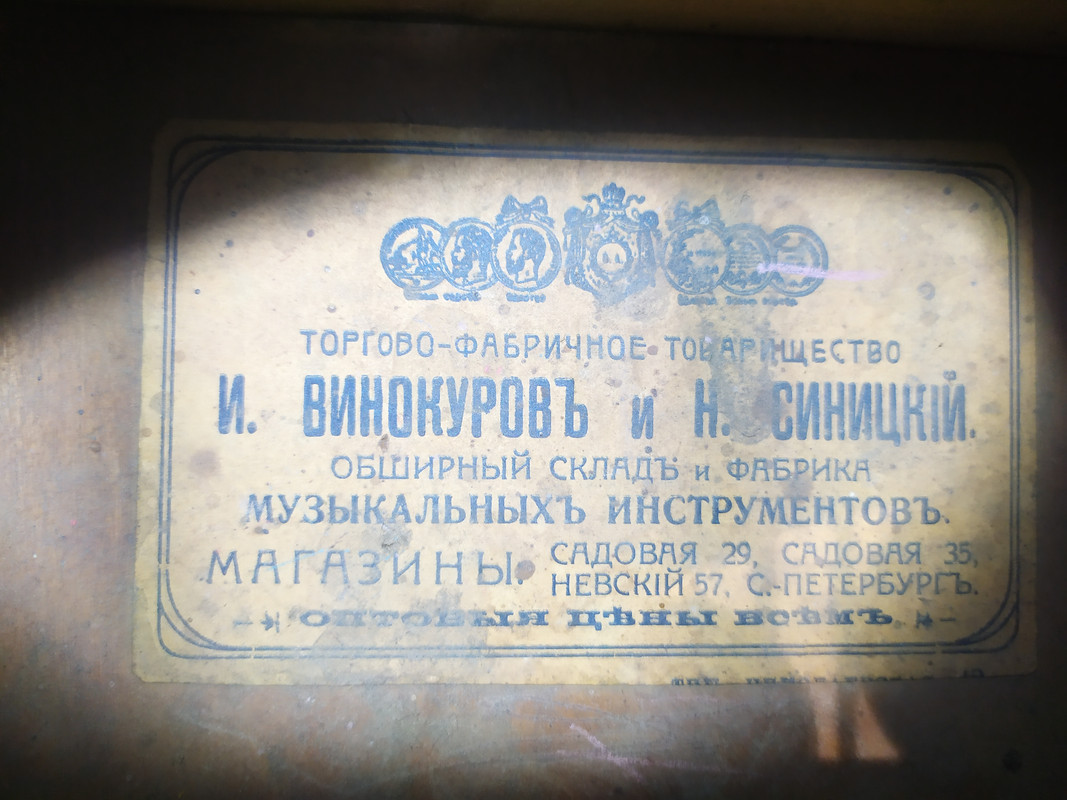 ТОРГОВО-ФАБРИЧНОЕ ТОВАРИЩЕСТВО
И. ВИНОКУРОВЪ и Н. СИНИЦКІЙ.
ОБШИРНЫЙ СКЛАДЪ и ФАБРИКА
МУЗЫКАЛЬНЫХЪ ИНСТРУМЕНТОВЪ.
МАГАЗИНЫ. САДОВАЯ 29, САДОВАЯ 35,
НЕВСКІЙ 57, С.-ПЕТЕРБУРГЪ.
ОПТОВЫЯ ЦѢНЫ ВСѢМЪ